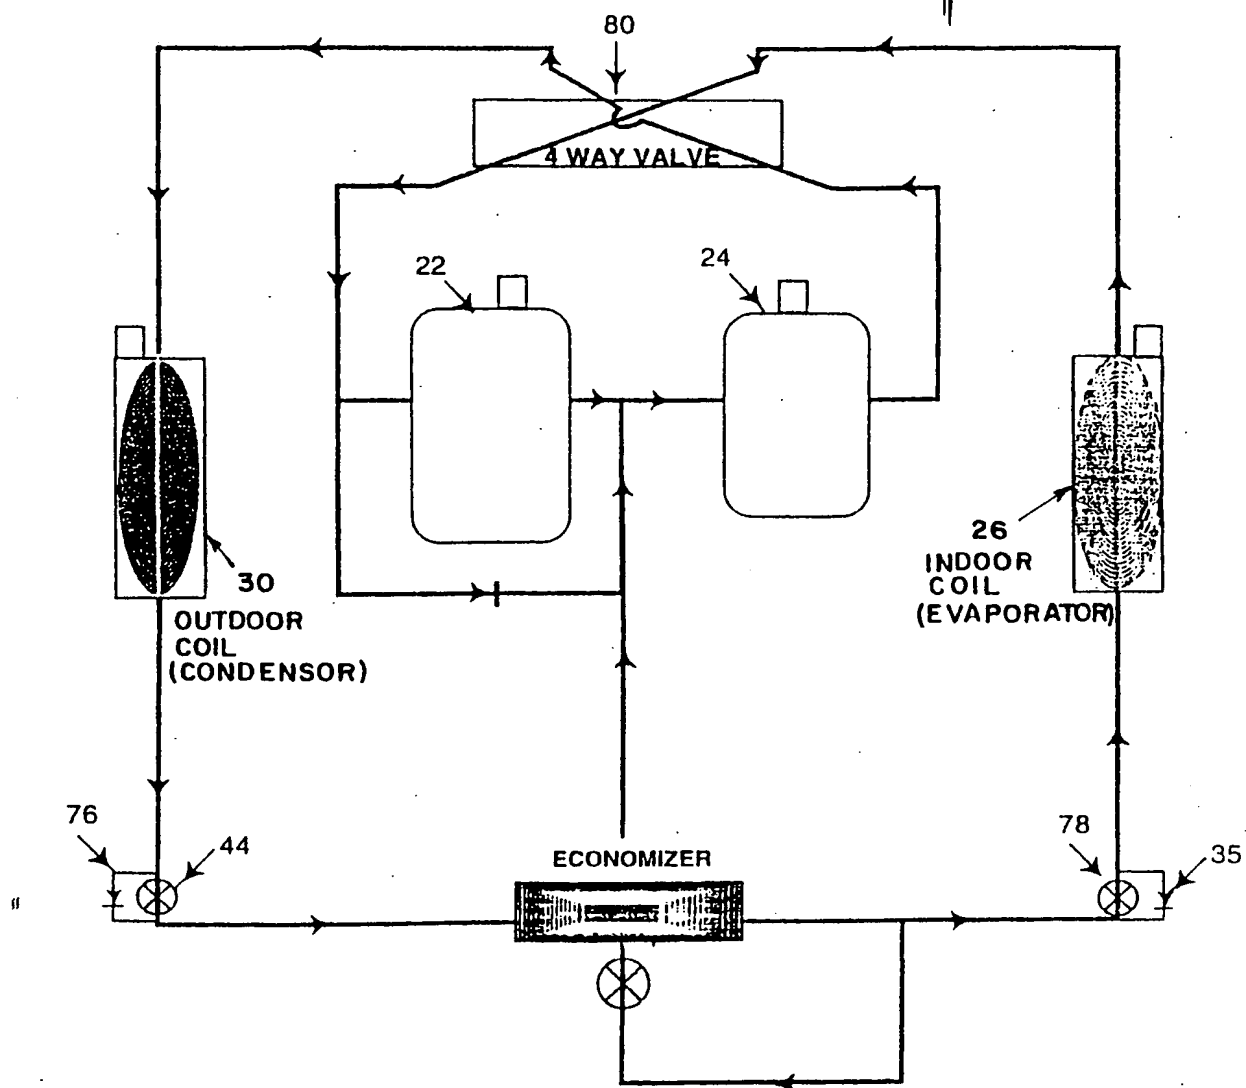 80
4 WAY VALVE
22
24
30
OUTDOOR
COIL
(CONDENSOR)
26
INDOOR
COIL
(EVAPORATOR)
76
44
ECONOMIZER
78
35